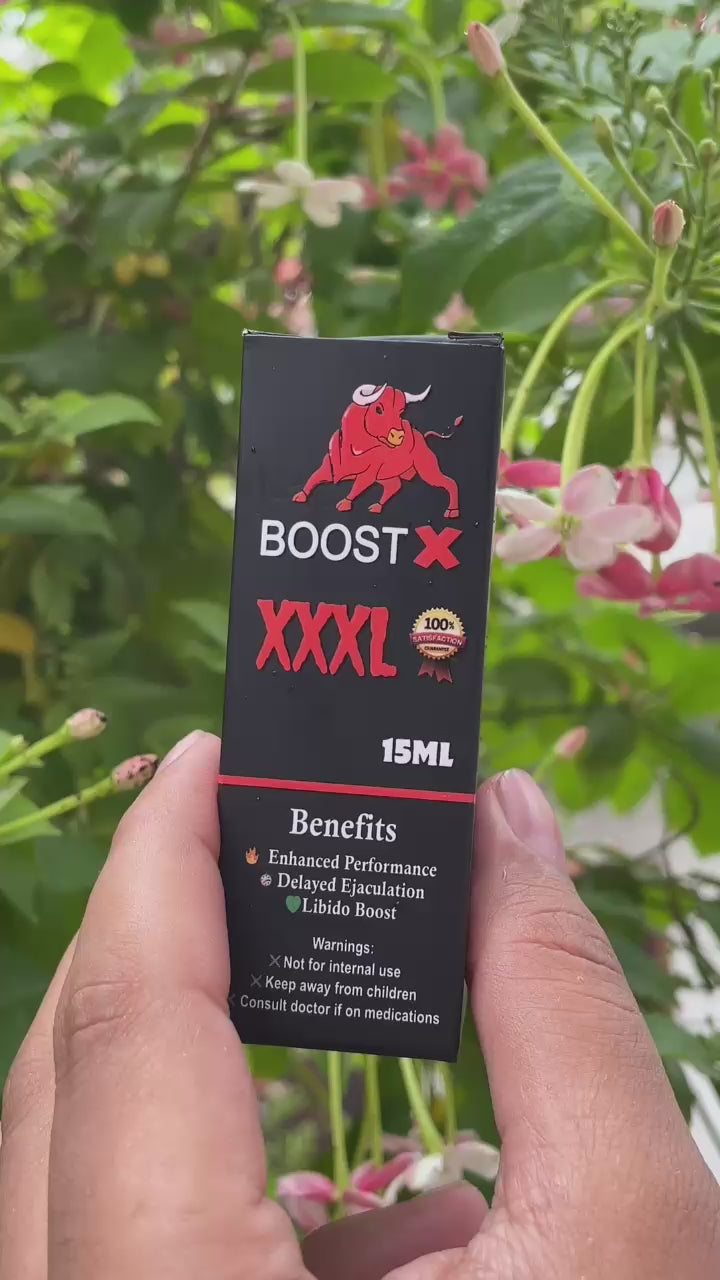 BOOST X
XXXL
100%
SATISFACTION
GUARANTEE
15ML
Benefits
Enhanced Performance
Delayed Ejaculation
Libido Boost
Warnings:
Not for internal use
Keep away from children
Consult doctor if on medications